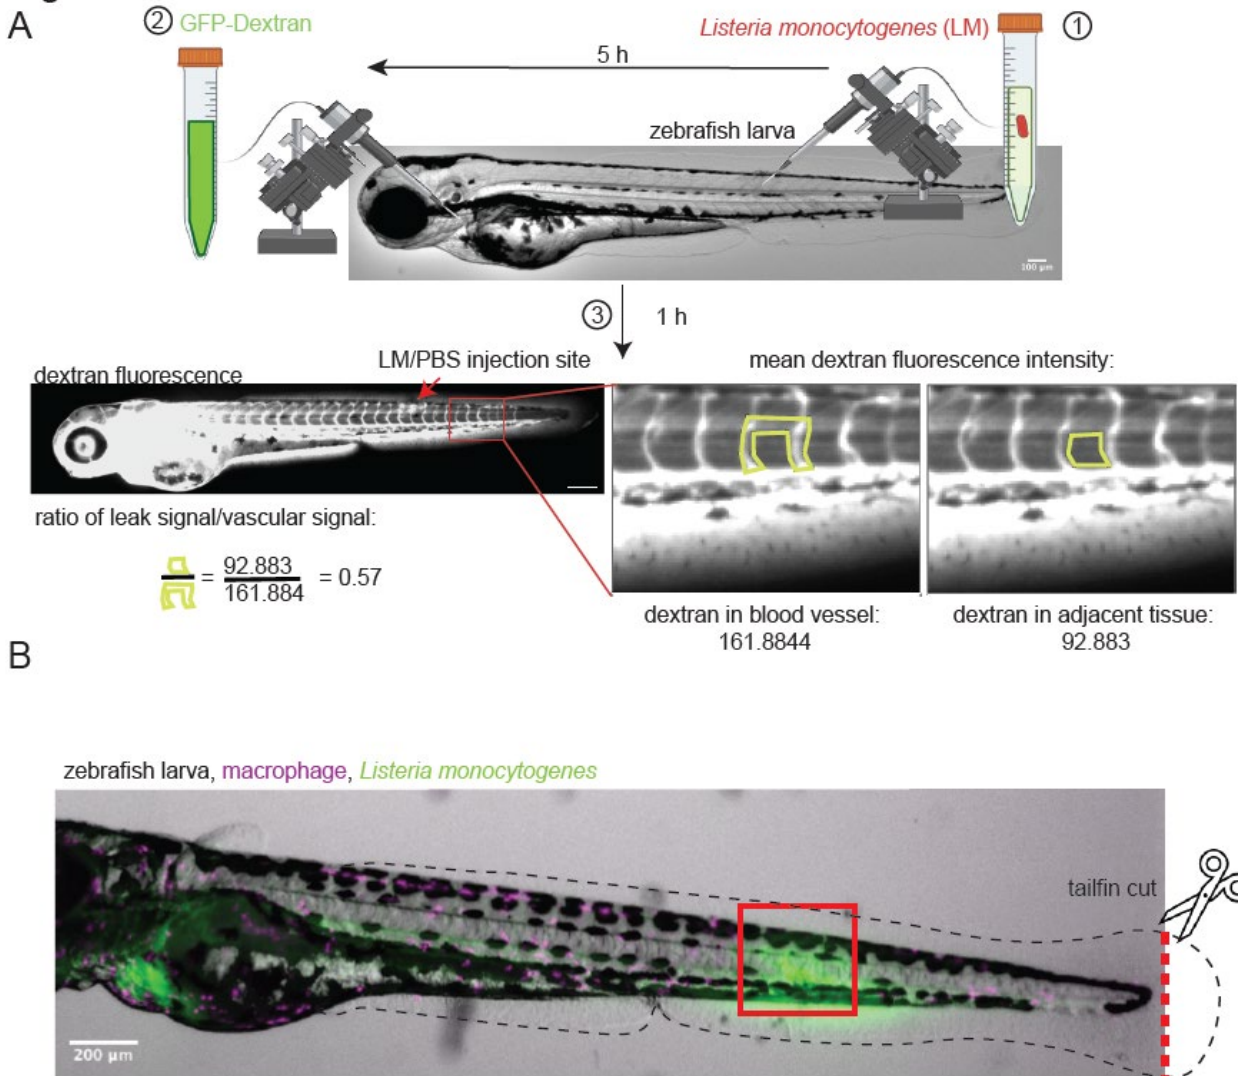 A
② GFP-Dextran
Listeria monocytogenes (LM) ①
5 h
zebrafish larva
100 µm
③ 1 h
LM/PBS injection site
mean dextran fluorescence intensity:
dextran fluorescence
ratio of leak signal/vascular signal:
= 92.883
161.884
= 0.57
dextran in blood vessel:
161.8844
dextran in adjacent tissue:
92.883
B
zebrafish larva, macrophage, Listeria monocytogenes
tailfin cut
200 µm